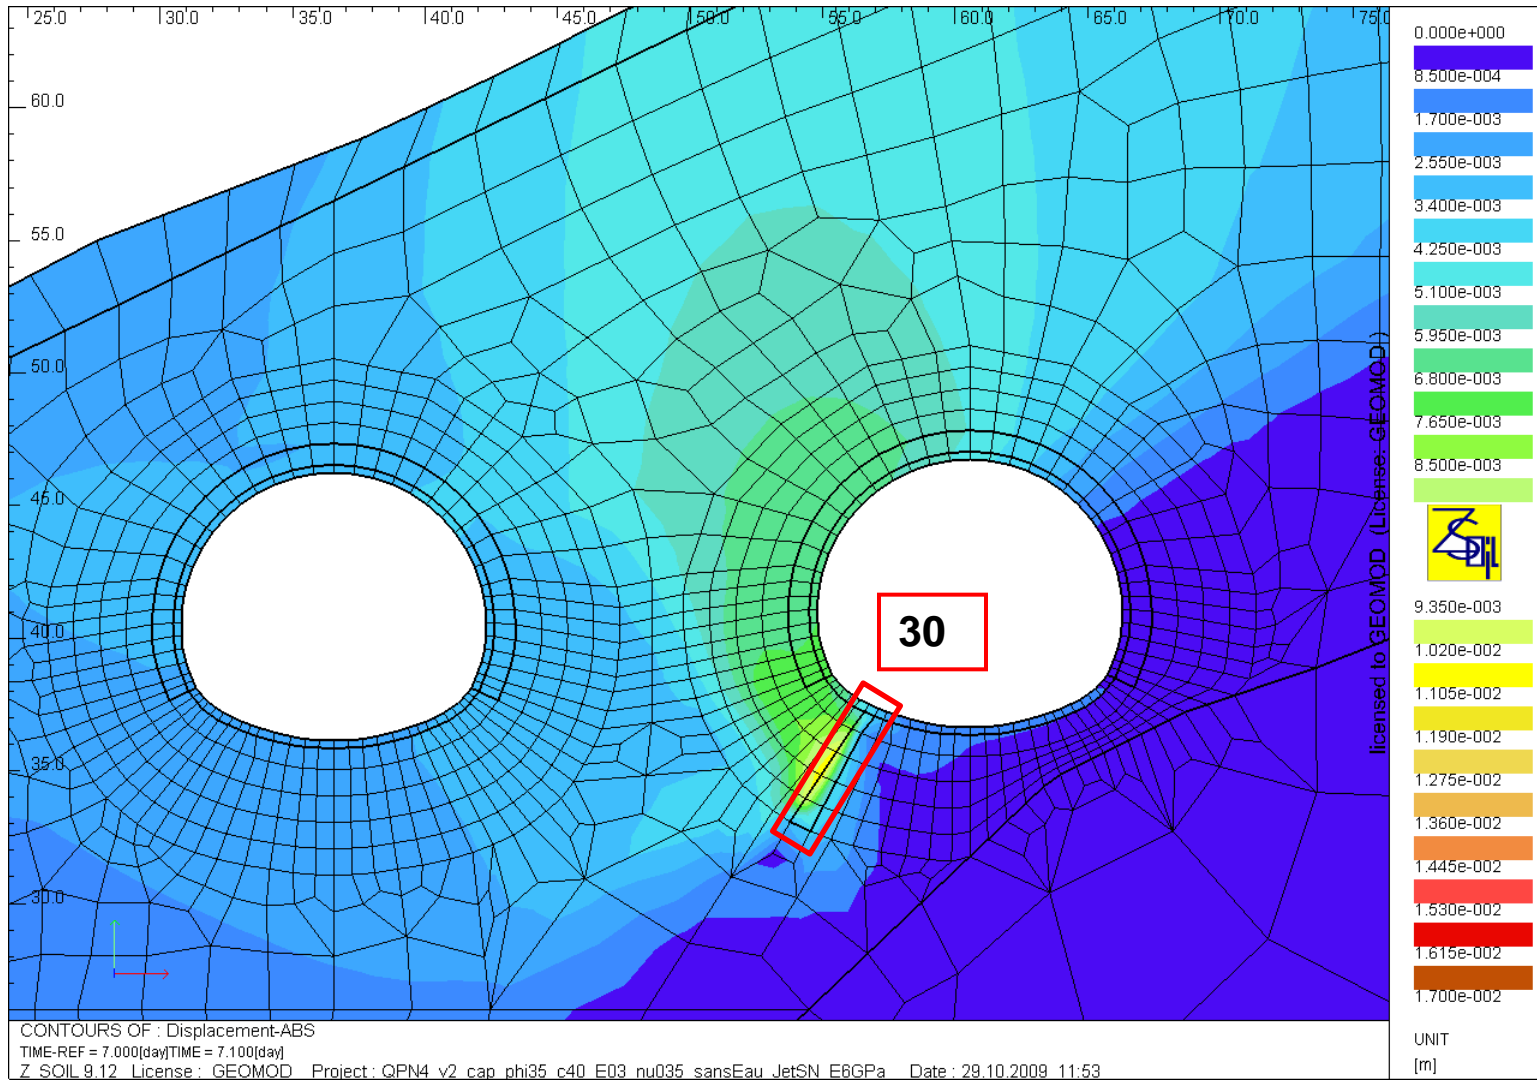 25.0 30.0 35.0 40.0 45.0 50.0 55.0 60.0 65.0 70.0 75.0
60.0
55.0
50.0
45.0
40.0
35.0
30.0
30
licensed to GEOMOD (License: GEOMOD)
0.000e+000
8.500e-004
1.700e-003
2.550e-003
3.400e-003
4.250e-003
5.100e-003
5.950e-003
6.800e-003
7.650e-003
8.500e-003
ZSOIL
9.350e-003
1.020e-002
1.105e-002
1.190e-002
1.275e-002
1.360e-002
1.445e-002
1.530e-002
1.615e-002
1.700e-002
UNIT
[m]
CONTOURS OF : Displacement-ABS
TIME-REF = 7.000[day]TIME = 7.100[day]
Z_SOIL 9.12 License : GEOMOD Project : QPN4_v2_cap_phi35_c40_E03_nu035_sansEau_JetSN_E6GPa Date : 29.10.2009 11:53